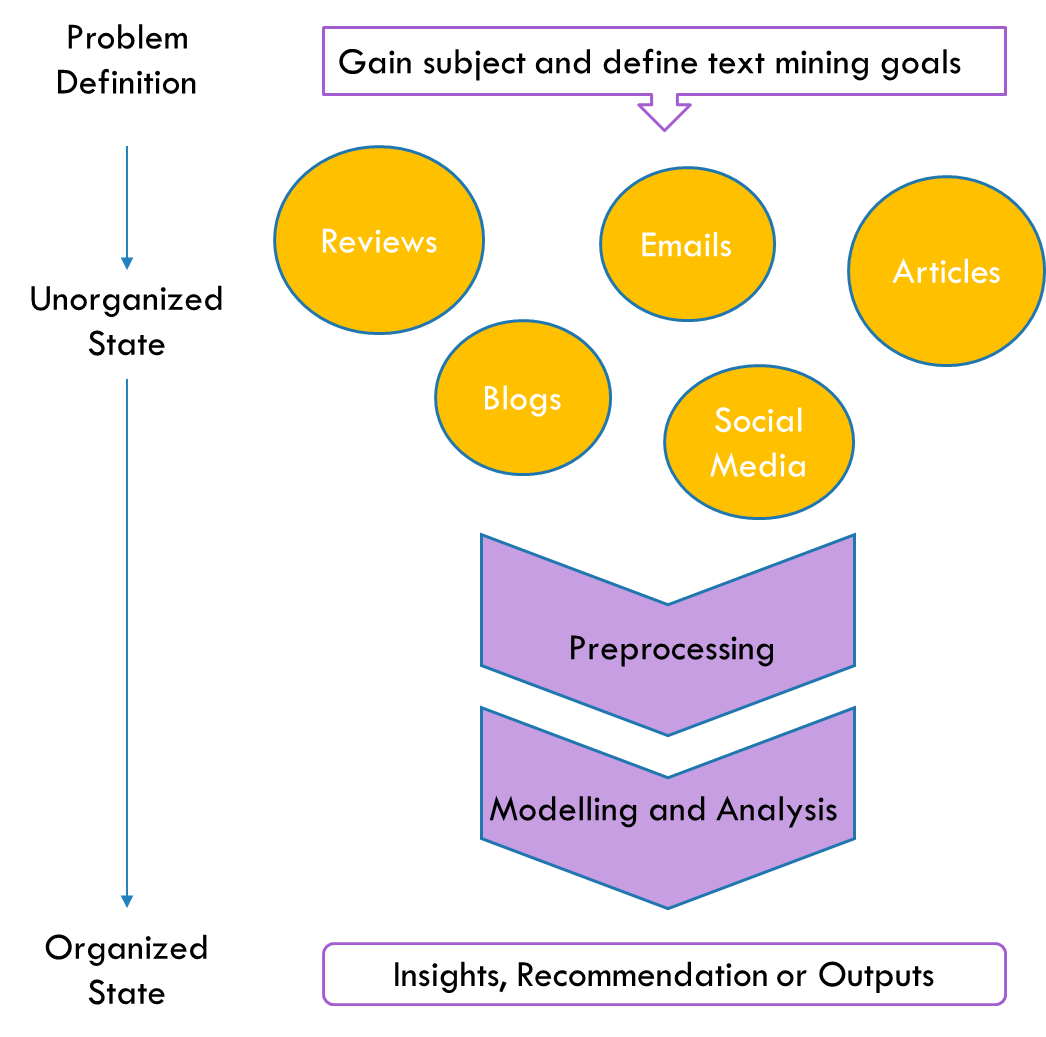 Problem
Definition
Gain subject and define text mining goals
Reviews
Emails
Articles
Unorganized
State
Blogs
Social
Media
Preprocessing
Modelling and Analysis
Organized
State
Insights, Recommendation or Outputs